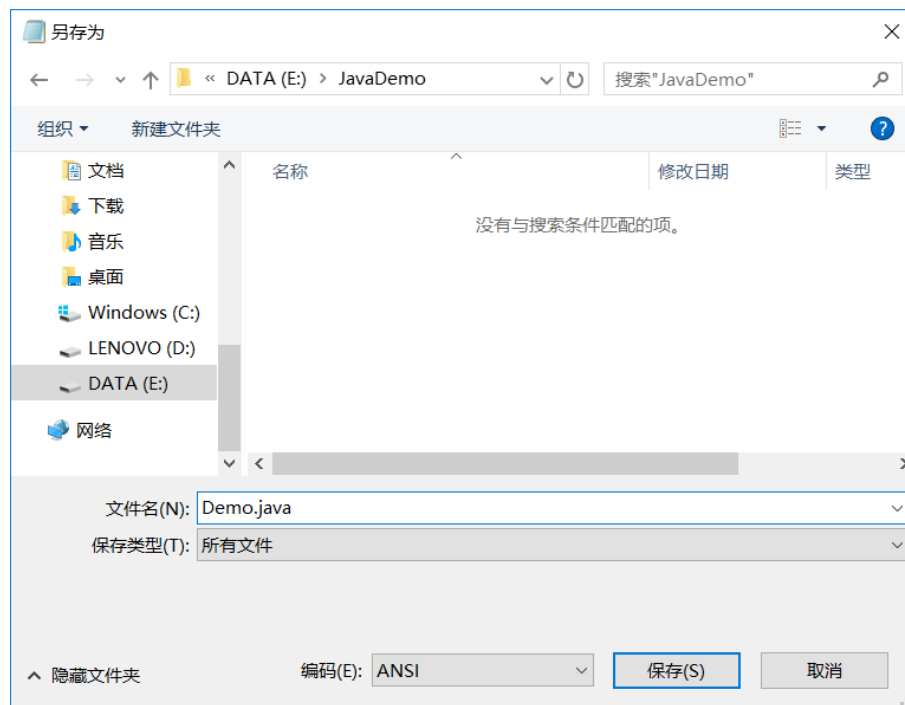 另存为
« DATA (E:) › JavaDemo
搜索"JavaDemo"
组织 新建文件夹
名称 修改日期 类型
没有与搜索条件匹配的项。
文档
下载
音乐
桌面
Windows (C:)
LENOVO (D:)
DATA (E:)
网络
文件名(N): Demo.java
保存类型(T): 所有文件
隐藏文件夹 编码(E): ANSI 保存(S) 取消